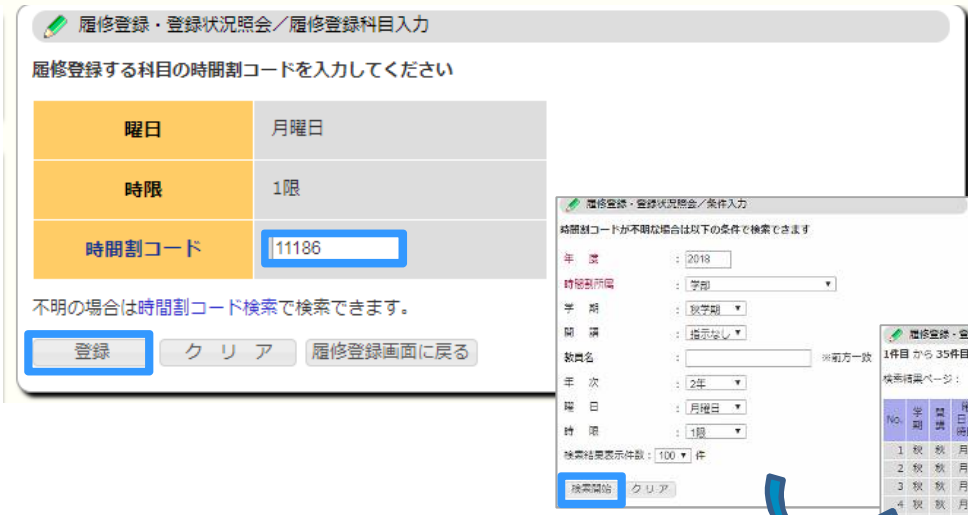 履修登録・登録状況照会／履修登録科目入力
履修登録する科目の時間割コードを入力してください
曜日 月曜日
時限 1限
時間割コード 11186
不明の場合は時間割コード検索で検索できます。
登録 クリア 履修登録画面に戻る
履修登録・登録状況照会／条件入力
時間割コードが不明な場合は以下の条件で検索できます
年 度 : 2018
時間割所属 : 学部
学 期 : 秋学期
開 講 : 指示なし
教員名 : ※前方一致
年 次 : 2年
曜 日 : 月曜日
時 限 : 1限
検索結果表示件数 : 100 件
検索開始 クリア
履修登録・登
1件目 から 35件目
検索結果ページ :
No. 学期 開講 曜日
1 秋 秋 月
2 秋 秋 月
3 秋 秋 月
4 秋 秋 月